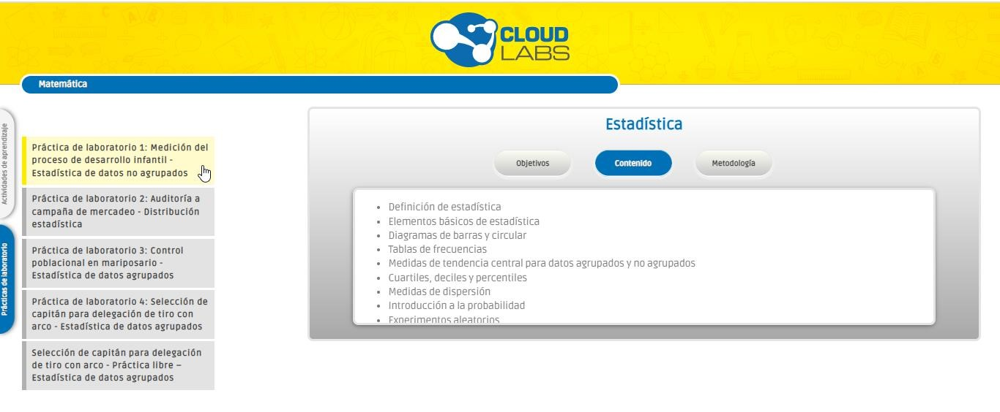 CLOUD
LABS
Matemática
Actividades de aprendizaje
Prácticas de laboratorio
Práctica de laboratorio 1: Medición del
proceso de desarrollo infantil -
Estadística de datos no agrupados
Práctica de laboratorio 2: Auditoría a
campaña de mercadeo - Distribución
estadística
Práctica de laboratorio 3: Control
poblacional en mariposario -
Estadística de datos agrupados
Práctica de laboratorio 4: Selección de
capitán para delegación de tiro con
arco - Estadística de datos agrupados
Selección de capitán para delegación
de tiro con arco - Práctica libre –
Estadística de datos agrupados
Estadística
Objetivos
Contenido
Metodología
• Definición de estadística
• Elementos básicos de estadística
• Diagramas de barras y circular
• Tablas de frecuencias
• Medidas de tendencia central para datos agrupados y no agrupados
• Cuartiles, deciles y percentiles
• Medidas de dispersión
• Introducción a la probabilidad
• Experimentos aleatorios